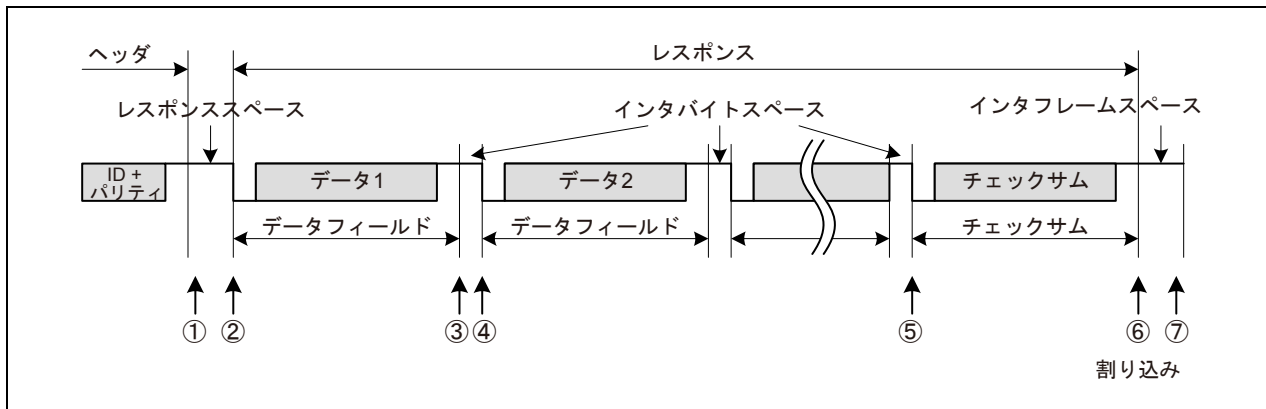 ヘッダ
レスポンス
レスポンススペース
インタバイトスペース
インタフレームスペース
ID +
パリティ
データ1
データ2
チェックサム
データフィールド
データフィールド
チェックサム
①
②
③
④
⑤
⑥
⑦
割り込み